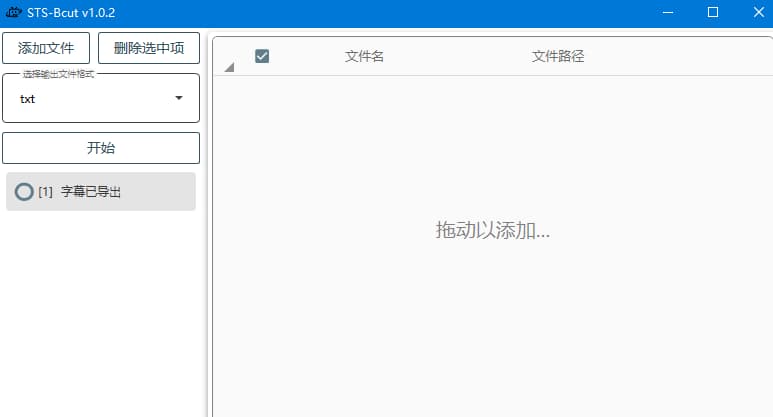 STS-Bcut v1.0.2
添加文件 删除选中项
选择输出文件格式
txt
开始
[1] 字幕已导出
文件名 文件路径
拖动以添加...